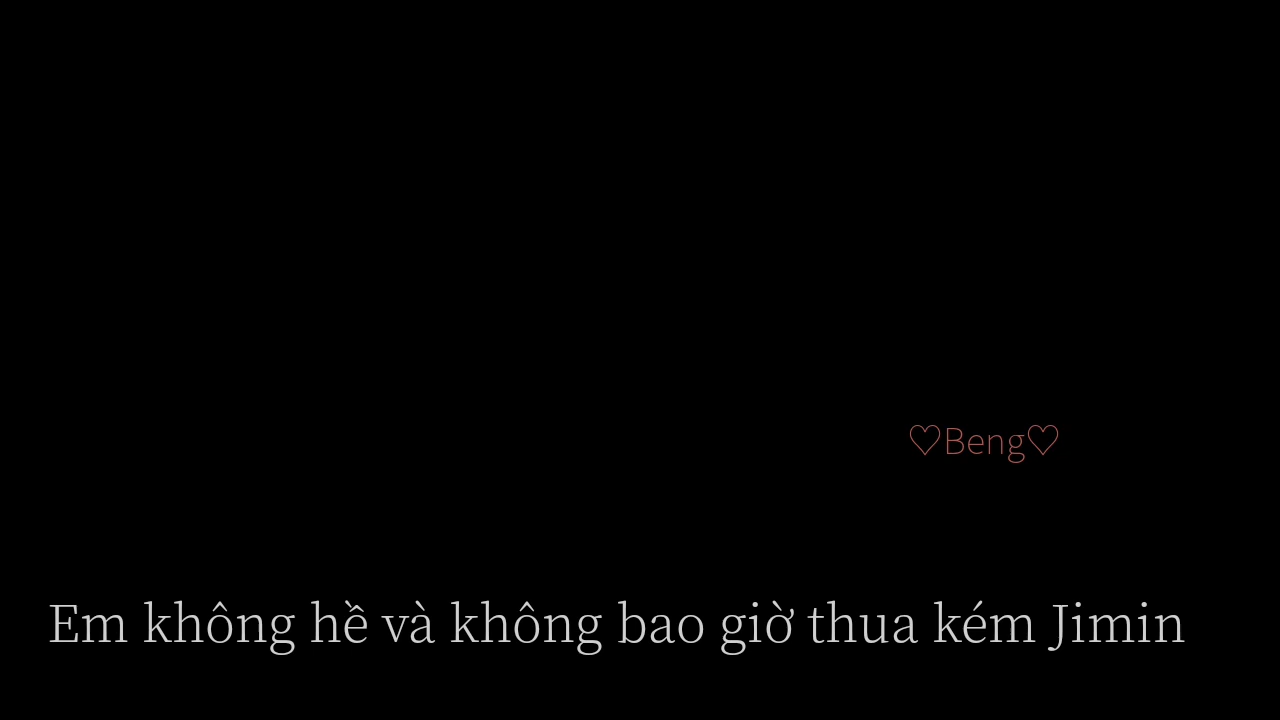 ♡Beng♡
Em không hề và không bao giờ thua kém Jimin